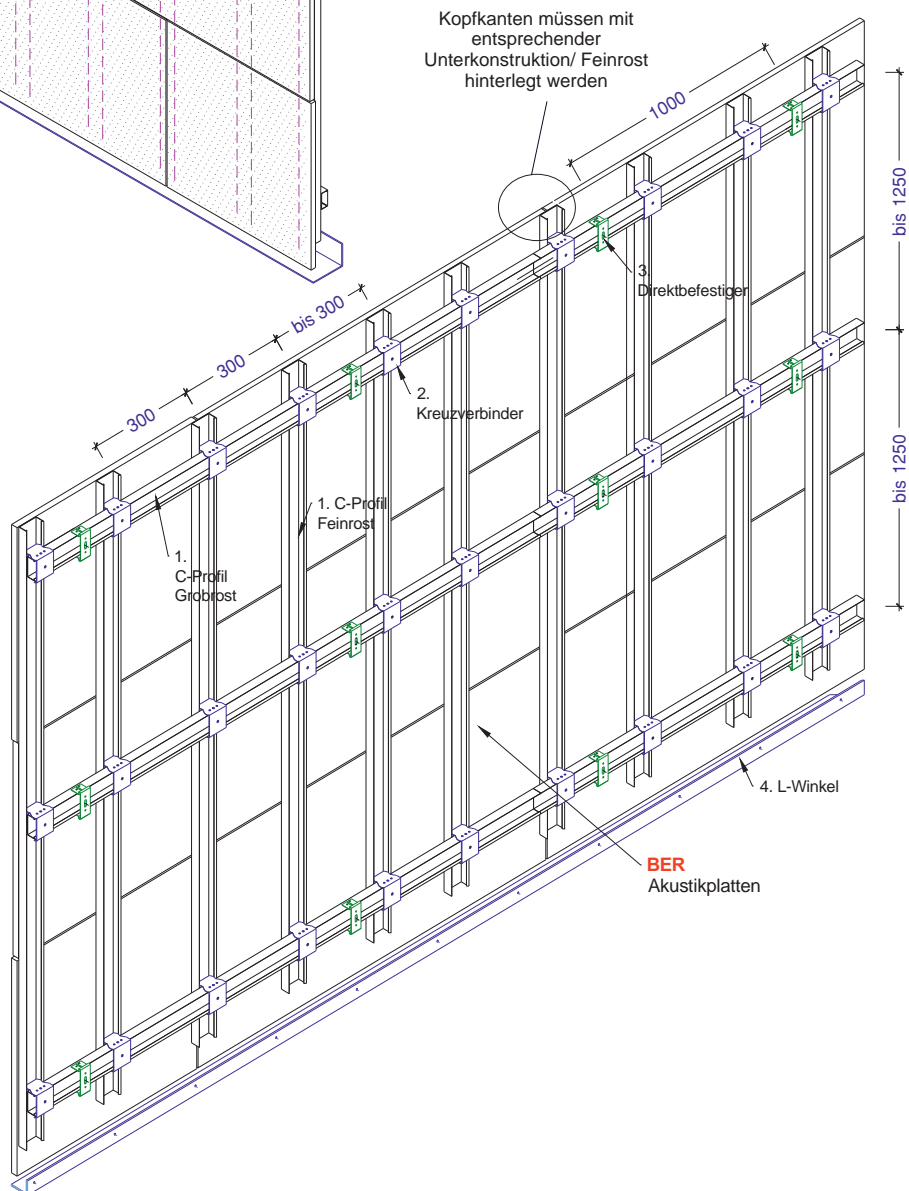 Kopfkanten müssen mit
entsprechender
Unterkonstruktion/ Feinrost
hinterlegt werden
1000
bis 1250
3.
Direktbefestiger
bis 300
300
300
2.
Kreuzverbinder
bis 1250
1. C-Profil
Feinrost
1.
C-Profil
Grobrost
4. L-Winkel
BER
Akustikplatten